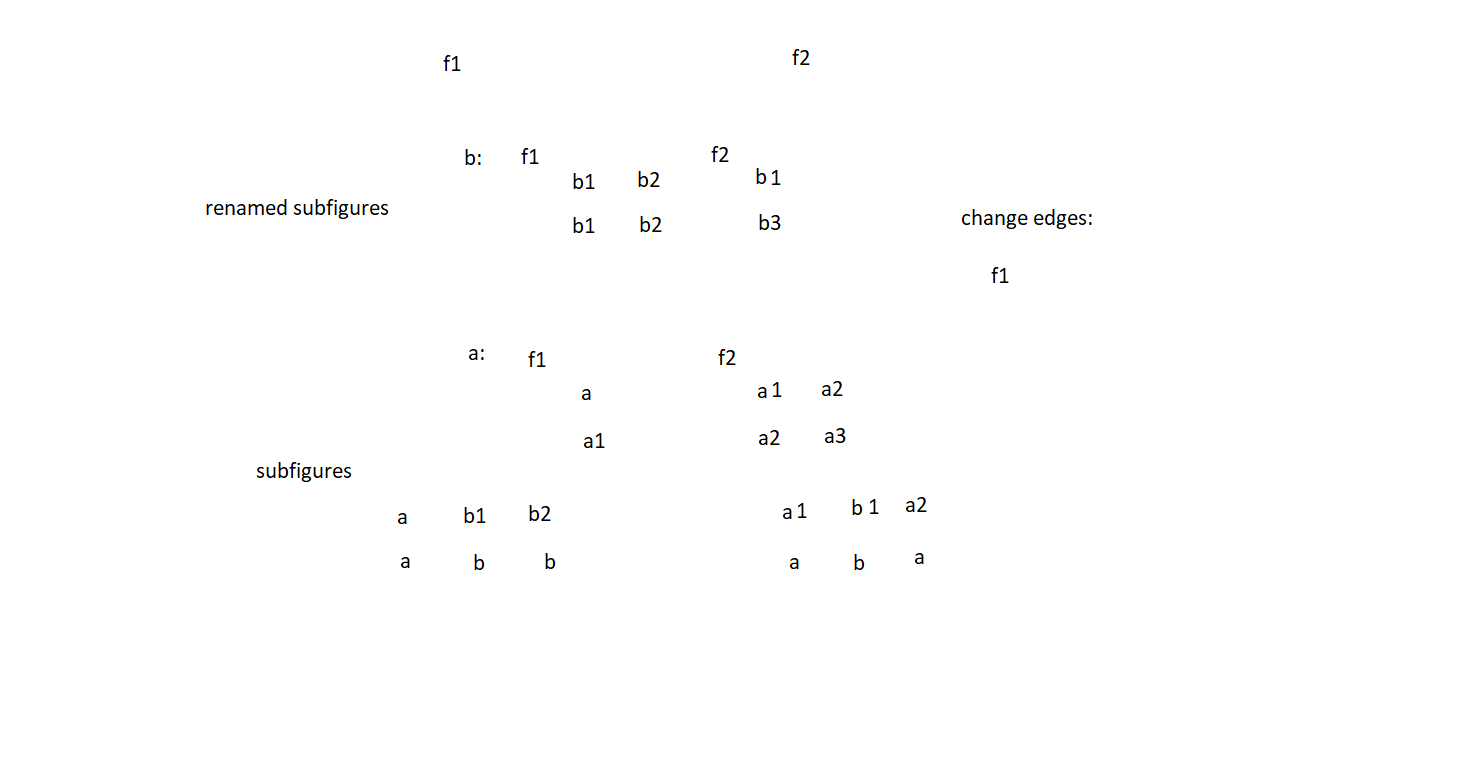 f1 f2
b: f1 f2
b1 b2 b 1
renamed subfigures
b1 b2 b3
change edges:
f1
a: f1 f2
a a 1 a2
a1 a2 a3
subfigures
a b1 b2 a 1 b 1 a2
a b b a b a